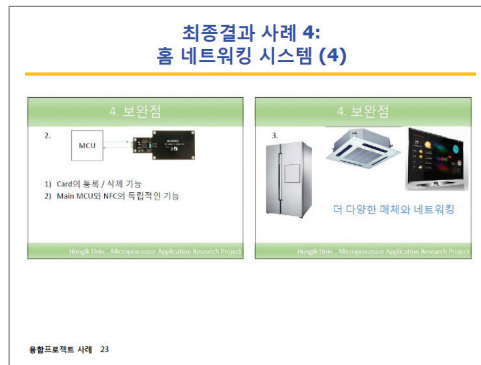 최종결과 사례 4:
홈 네트워킹 시스템 (4)
4. 보완점
2.
MCU
1) Card의 등록 / 삭제 기능
2) Main MCU와 NFC의 독립적인 기능
Hongik Univ., Microprocessor Application Research Project
4. 보완점
3.
더 다양한 매체와 네트워킹
Hongik Univ., Microprocessor Application Research Project
융합프로젝트 사례 23